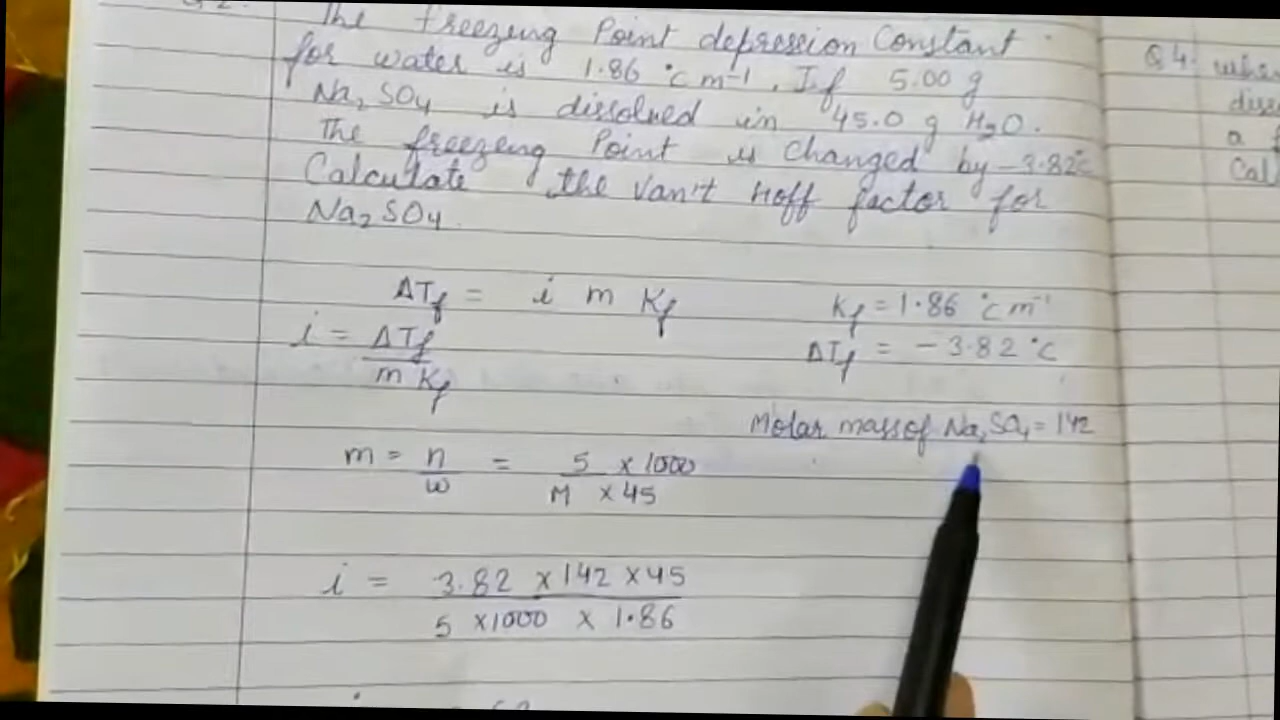 The freezing Point depression Constant
for water is 1.86 °c m⁻¹. If 5.00 g
Na₂SO₄ is dissolved in 45.0 g H₂O.
The freezeng Point is changed by -3.82°c
Calculate the Van't Hoff factor for
Na₂SO₄.
ΔTf = i m Kf
Kf = 1.86 °c m⁻¹
i = ΔTf / m Kf
ΔTf = - 3.82 °C
Molar mass of Na₂SO₄ = 142
m = n / w = 5 x 1000 / M x 45
i = 3.82 x 142 x 45 / 5 x 1000 x 1.86
Q4.
a
Cal